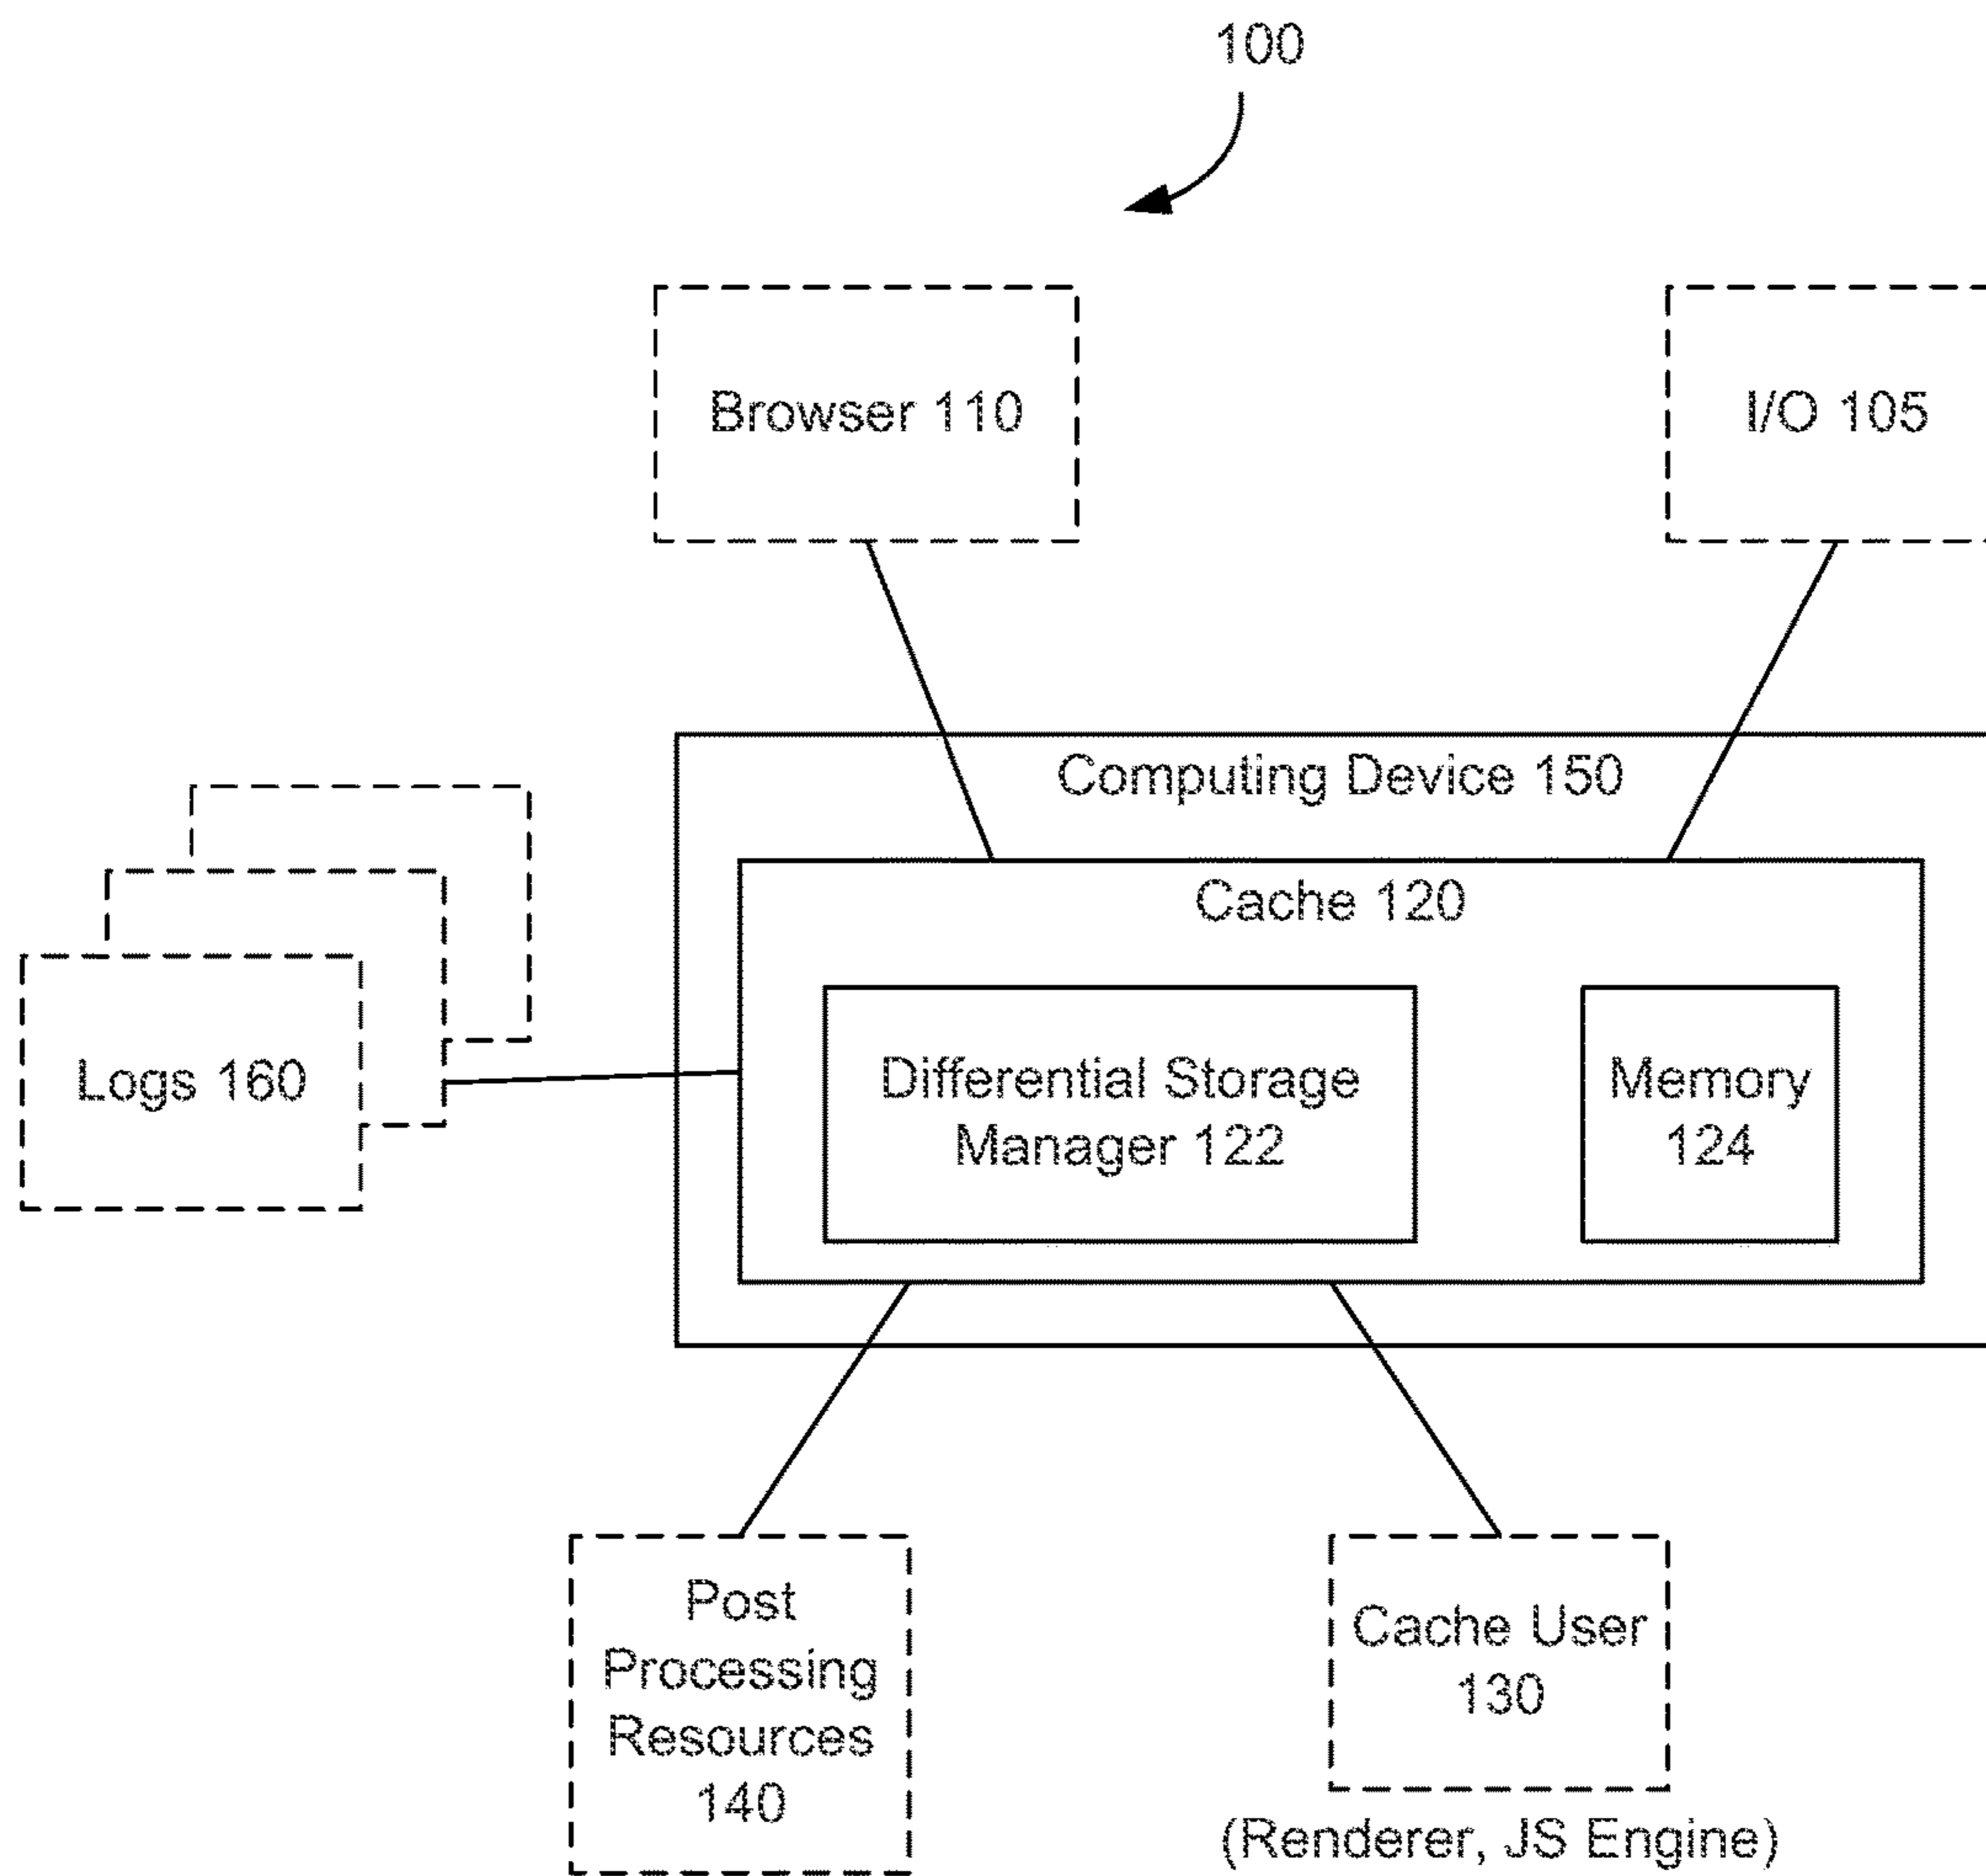 100
Browser 110
I/O 105
Computing Device 150
Cache 120
Logs 160
Differential Storage
Manager 122
Memory
124
Post
Processing
Resources
140
Cache User
130
(Renderer, JS Engine)